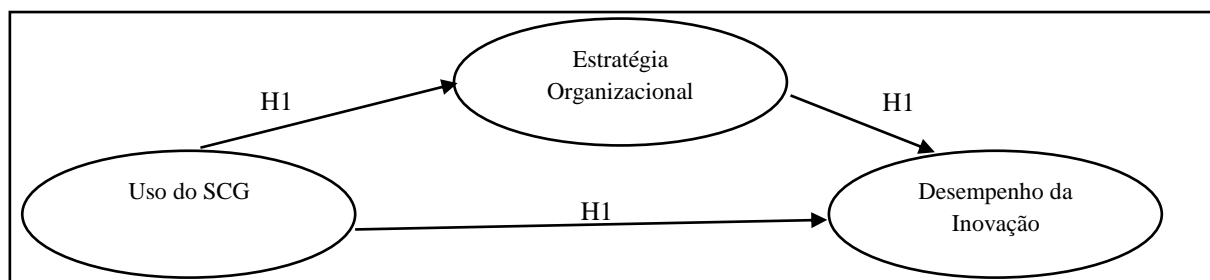 Estratégia
Organizacional
H1
H1
Uso do SCG
H1
Desempenho da
Inovação